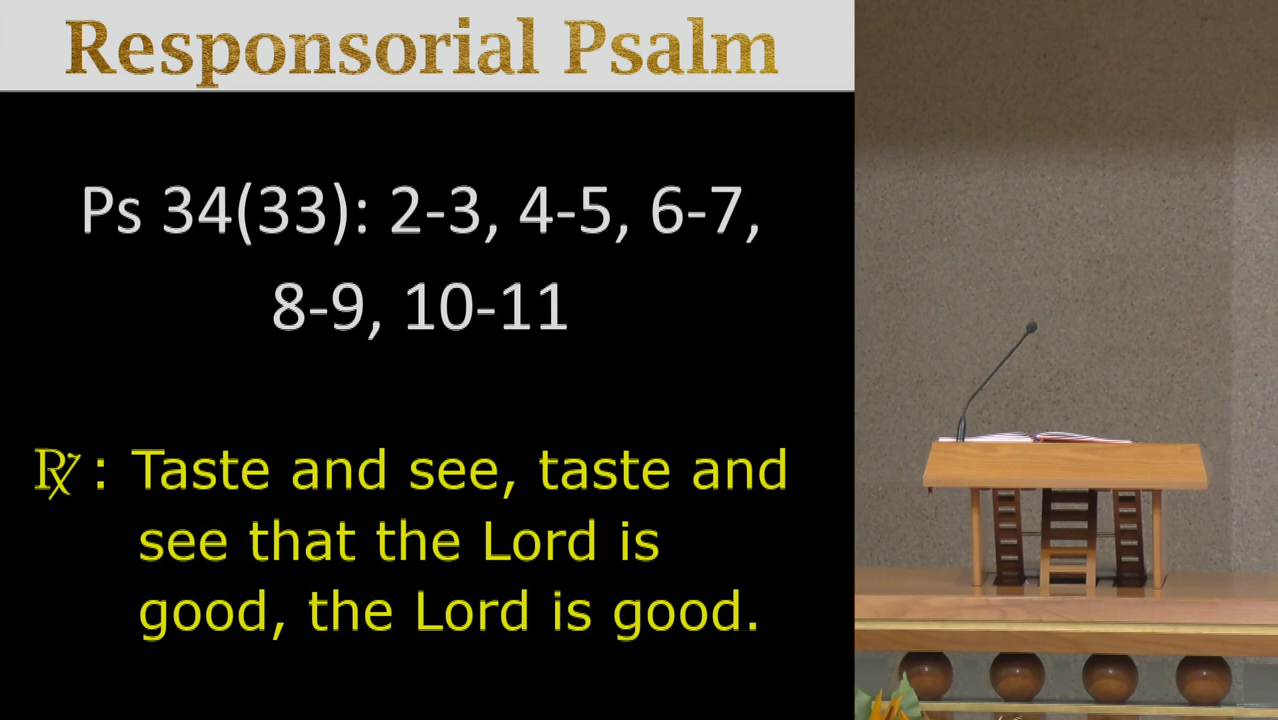 Responsorial Psalm
Ps 34(33): 2-3, 4-5, 6-7,
8-9, 10-11
℟: Taste and see, taste and
see that the Lord is
good, the Lord is good.